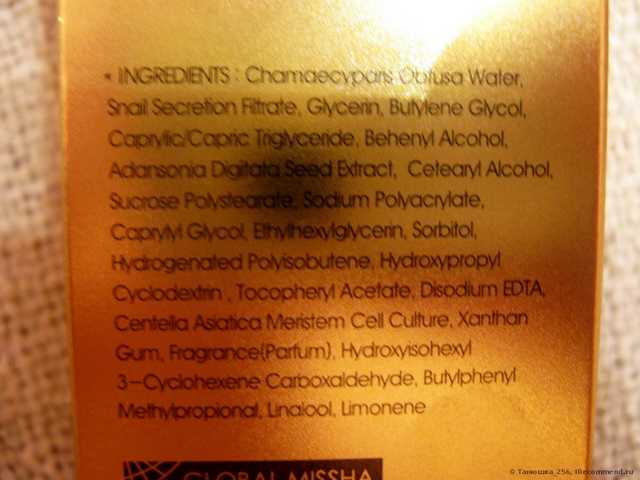 * INGREDIENTS : Chamaecyparis Obtusa Water,
Snail Secretion Filtrate, Glycerin, Butylene Glycol,
Caprylic/Capric Triglyceride, Behenyl Alcohol,
Adansonia Digitata Seed Extract, Cetearyl Alcohol,
Sucrose Polystearate, Sodium Polyacrylate,
Caprylyl Glycol, Ethylhexylglycerin, Sorbitol,
Hydrogenated Polyisobutene, Hydroxypropyl
Cyclodextrin , Tocopheryl Acetate, Disodium EDTA,
Centella Asiatica Meristem Cell Culture, Xanthan
Gum, Fragrance(Parfum), Hydroxyisohexyl
3-Cyclohexene Carboxaldehyde, Butylphenyl
Methylpropional, Linalool, Limonene
GLOBAL MISSHA
© Танюшка_256, IRecommend.ru